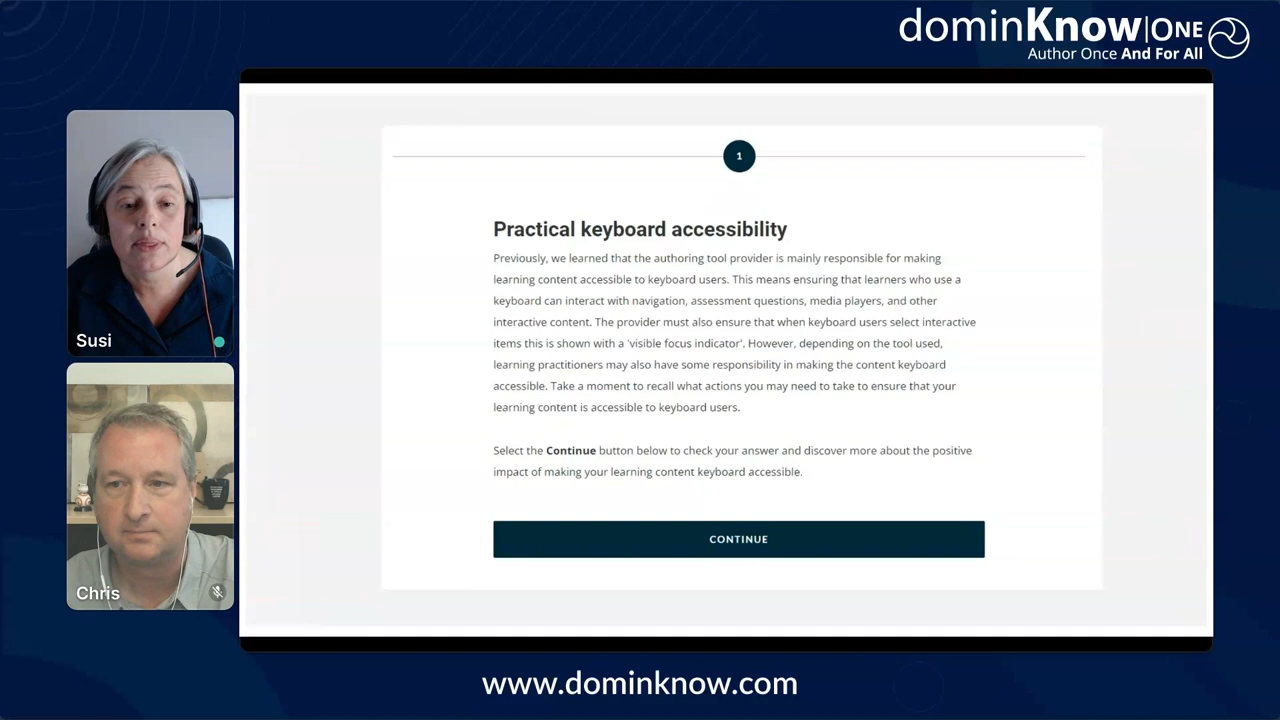 dominKnow|ONE
Author Once And For All
Susi
Chris
1
Practical keyboard accessibility
Previously, we learned that the authoring tool provider is mainly responsible for making
learning content accessible to keyboard users. This means ensuring that learners who use a
keyboard can interact with navigation, assessment questions, media players, and other
interactive content. The provider must also ensure that when keyboard users select interactive
items this is shown with a 'visible focus indicator'. However, depending on the tool used,
learning practitioners may also have some responsibility in making the content keyboard
accessible. Take a moment to recall what actions you may need to take to ensure that your
learning content is accessible to keyboard users.
Select the Continue button below to check your answer and discover more about the positive
impact of making your learning content keyboard accessible.
CONTINUE
www.dominknow.com